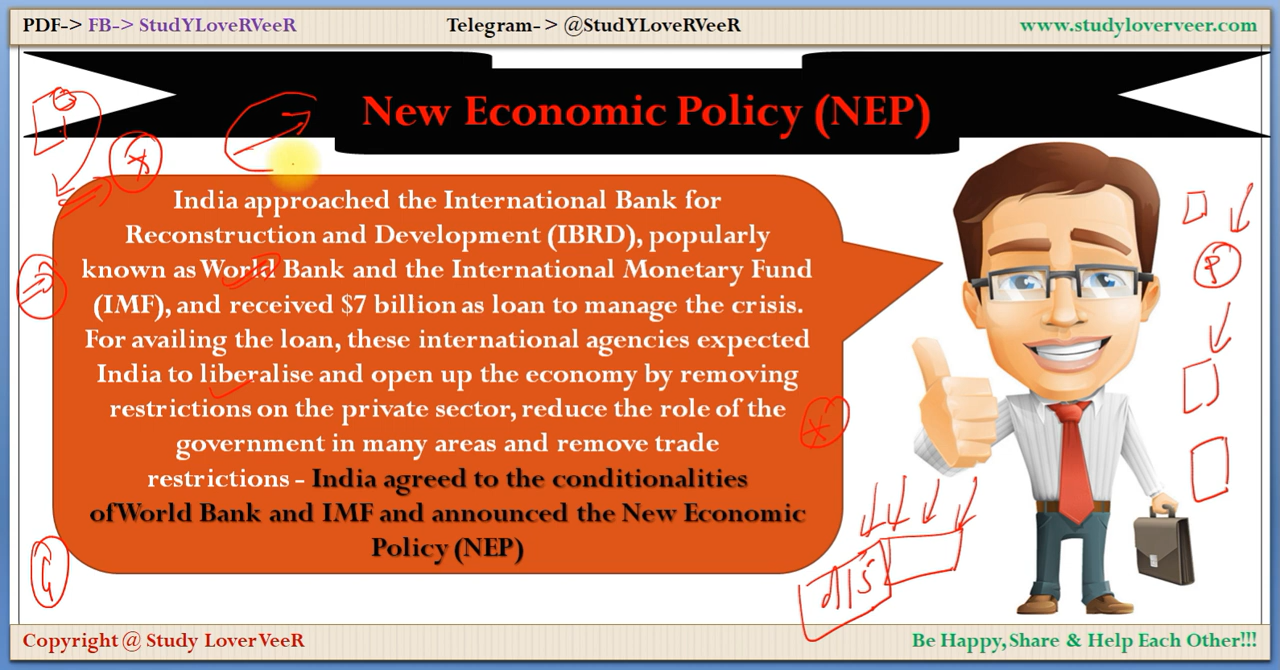 PDF-> FB-> StudYLoveRVeeR Telegram- > @StudYLoveRVeeR www.studyloverveer.com
New Economic Policy (NEP)
India approached the International Bank for
Reconstruction and Development (IBRD), popularly
known as World Bank and the International Monetary Fund
(IMF), and received $7 billion as loan to manage the crisis.
For availing the loan, these international agencies expected
India to liberalise and open up the economy by removing
restrictions on the private sector, reduce the role of the
government in many areas and remove trade
restrictions - India agreed to the conditionalities
of World Bank and IMF and announced the New Economic
Policy (NEP)
Copyright @ Study LoverVeeR Be Happy, Share & Help Each Other!!!